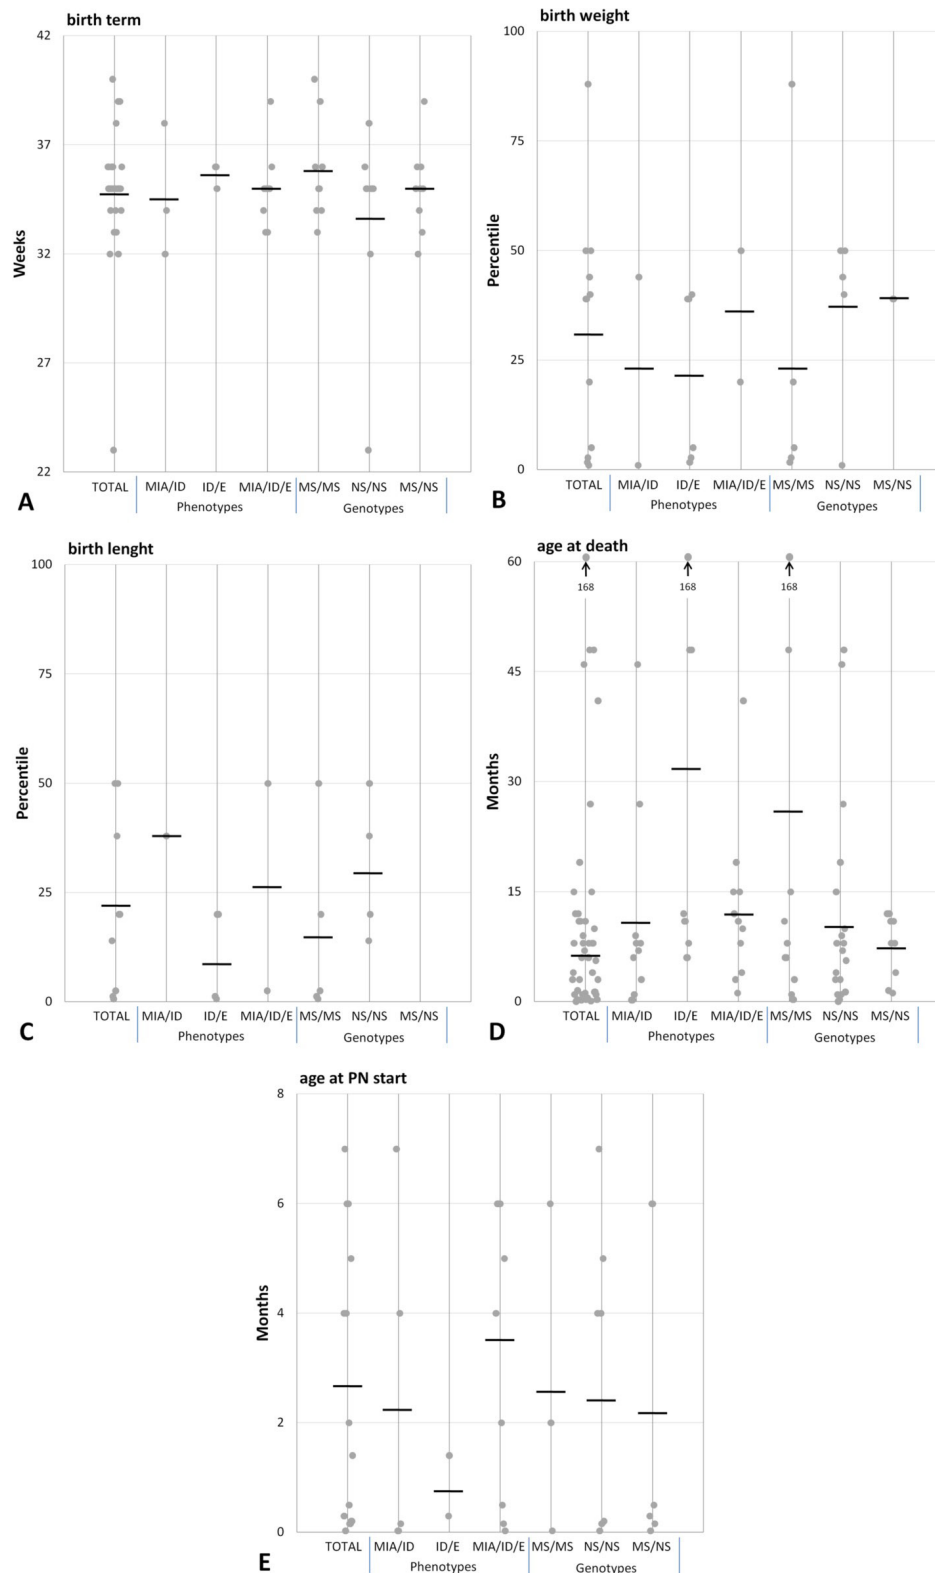 birth term
42
37
32
27
22
Weeks
TOTAL MIA/ID ID/E MIA/ID/E MS/MS NS/NS MS/NS
Phenotypes Genotypes
A
birth weight
100
75
50
25
0
Percentile
TOTAL MIA/ID ID/E MIA/ID/E MS/MS NS/NS MS/NS
Phenotypes Genotypes
B
birth lenght
100
75
50
25
0
Percentile
TOTAL MIA/ID ID/E MIA/ID/E MS/MS NS/NS MS/NS
Phenotypes Genotypes
C
age at death
60
168 168 168
45
30
15
0
Months
TOTAL MIA/ID ID/E MIA/ID/E MS/MS NS/NS MS/NS
Phenotypes Genotypes
D
age at PN start
8
6
4
2
0
Months
TOTAL MIA/ID ID/E MIA/ID/E MS/MS NS/NS MS/NS
Phenotypes Genotypes
E